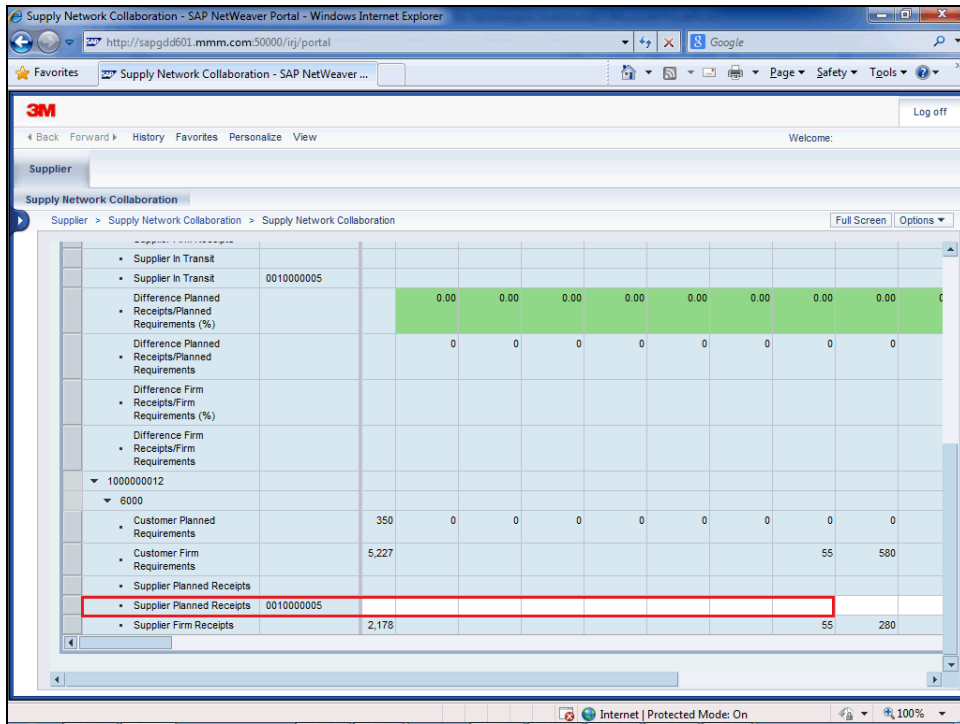 Supply Network Collaboration - SAP NetWeaver Portal - Windows Internet Explorer
SAP http://sapgdd601.mmm.com:50000/irj/portal Google
Favorites SAP Supply Network Collaboration - SAP NetWeaver ... Page Safety Tools
3M Log off
Back Forward History Favorites Personalize View Welcome:
Supplier
Supply Network Collaboration
Supplier > Supply Network Collaboration > Supply Network Collaboration Full Screen Options
Supplier In Transit
Supplier In Transit 0010000005
Difference Planned Receipts/Planned Requirements (%) 0.00 0.00 0.00 0.00 0.00 0.00 0.00 0.00
Difference Planned Receipts/Planned Requirements 0 0 0 0 0 0 0 0
Difference Firm Receipts/Firm Requirements (%)
Difference Firm Receipts/Firm Requirements
1000000012
6000
Customer Planned Requirements 350 0 0 0 0 0 0 0 0
Customer Firm Requirements 5,227 55 580
Supplier Planned Receipts
Supplier Planned Receipts 0010000005
Supplier Firm Receipts 2,178 55 280
Internet | Protected Mode: On 100%